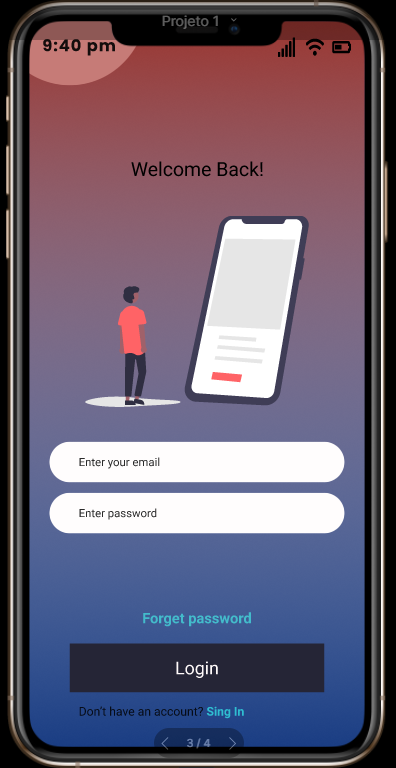 Projeto 1
9:40 pm
Welcome Back!
Enter your email
Enter password
Forget password
Login
Don't have an account? Sing In
3 / 4